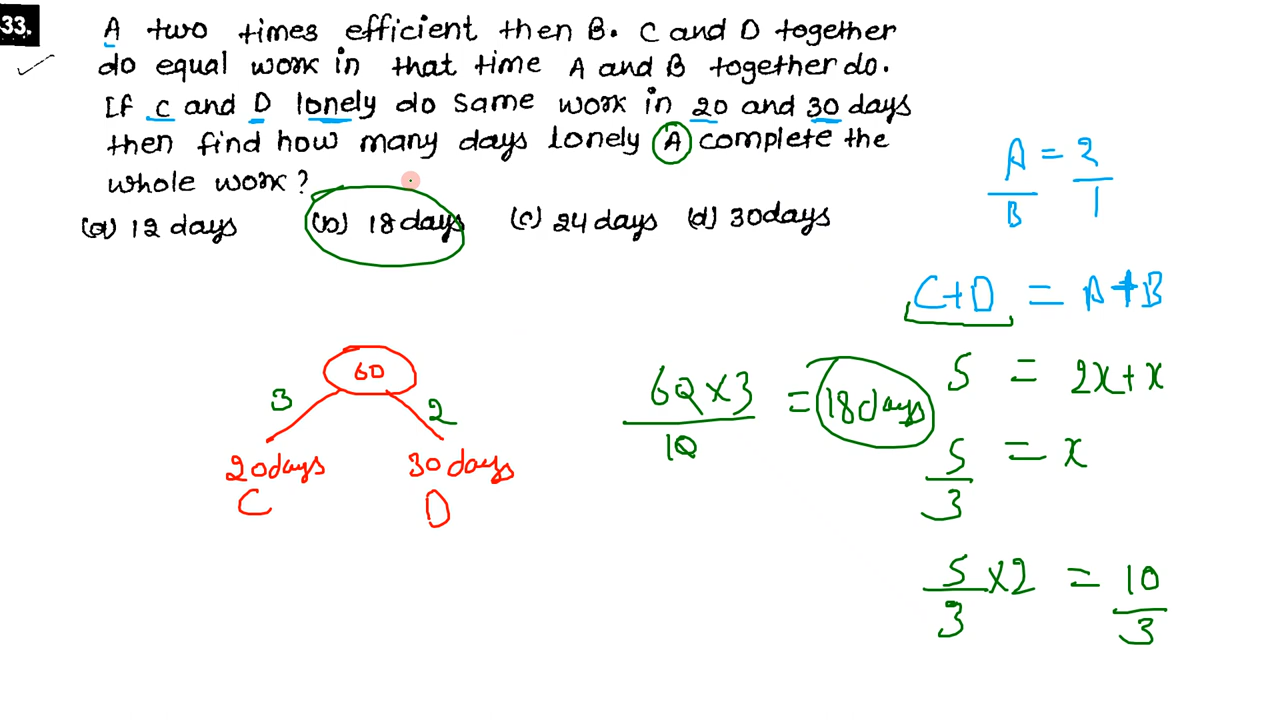 33.
A two times efficient then B. C and D together
do equal work in that time A and B together do.
If C and D lonely do same work in 20 and 30 days
then find how many days lonely A complete the
whole work?
(a) 12 days (b) 18 days (c) 24 days (d) 30 days
A/B = 2/1
C+D = A+B
5 = 2x+x
5/3 = x
5/3 ×2 = 10/3
60
3 2
20 days 30 days
C D
60×3/10 = 18 days